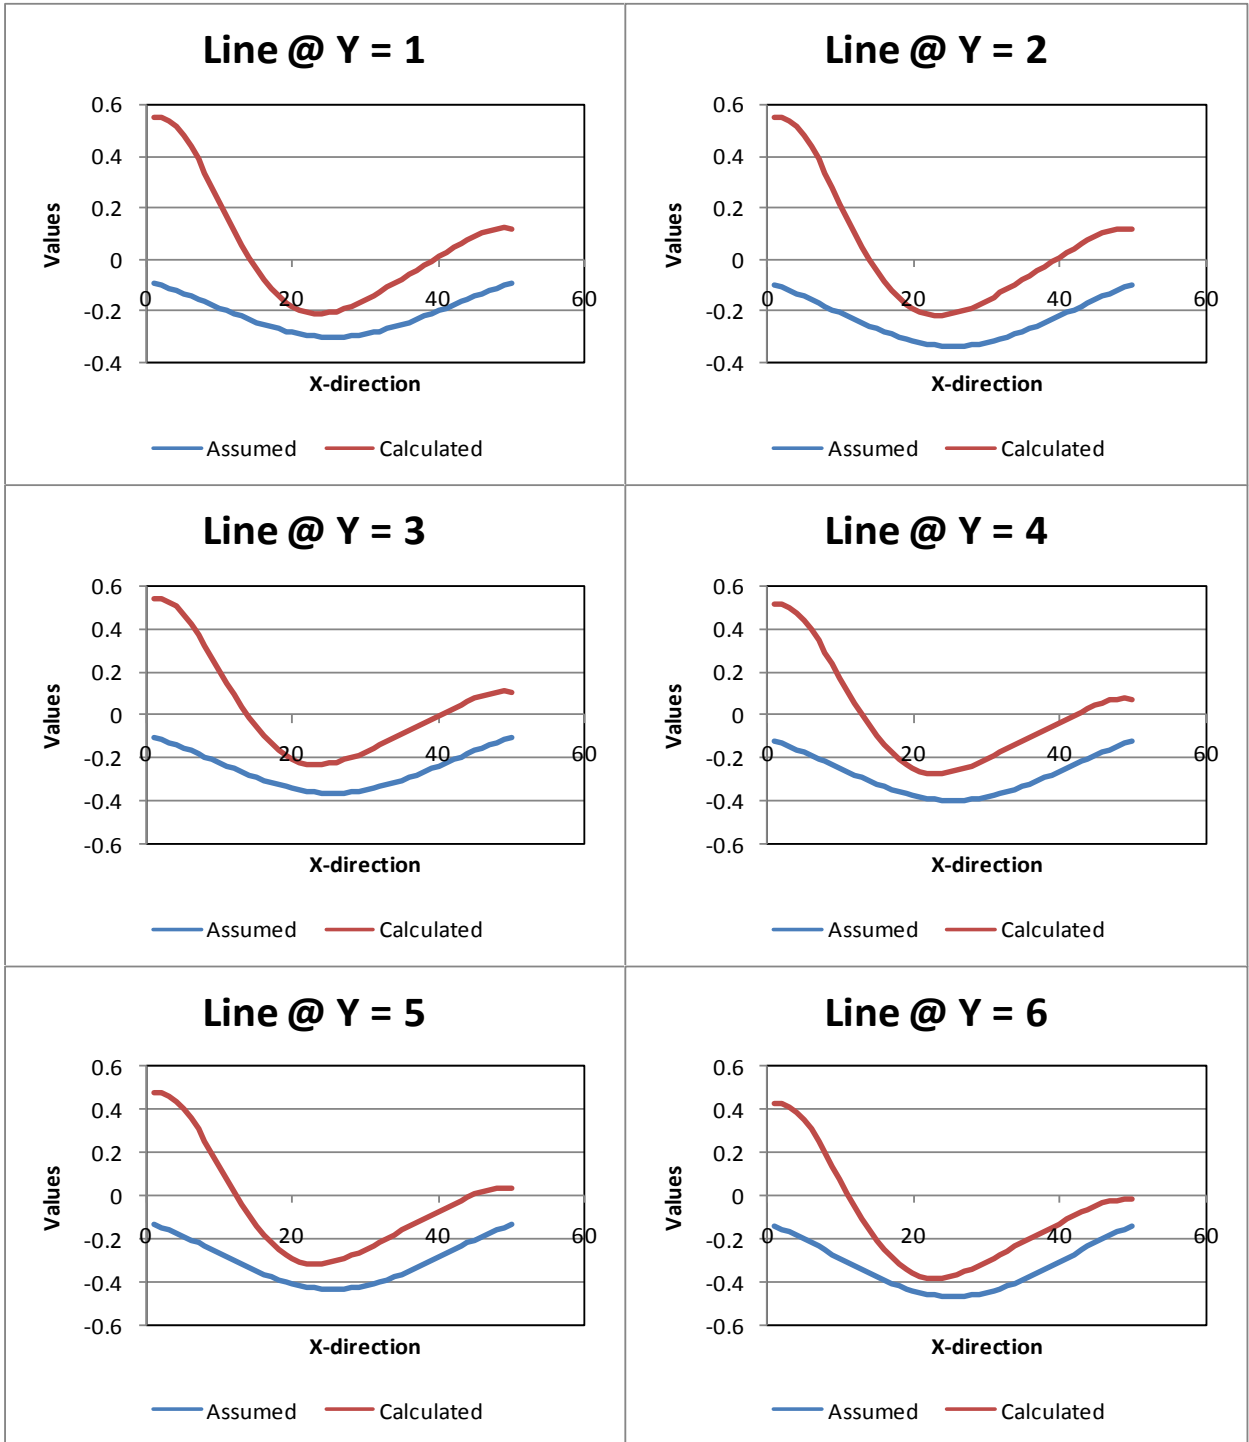 Line @ Y = 1
0.6
0.4
0.2
0
-0.2
-0.4
Values
0 20 40 60
X-direction
Assumed Calculated
Line @ Y = 2
0.6
0.4
0.2
0
-0.2
-0.4
Values
0 20 40 60
X-direction
Assumed Calculated
Line @ Y = 3
0.6
0.4
0.2
0
-0.2
-0.4
-0.6
Values
0 20 40 60
X-direction
Assumed Calculated
Line @ Y = 4
0.6
0.4
0.2
0
-0.2
-0.4
-0.6
Values
0 20 40 60
X-direction
Assumed Calculated
Line @ Y = 5
0.6
0.4
0.2
0
-0.2
-0.4
-0.6
Values
0 20 40 60
X-direction
Assumed Calculated
Line @ Y = 6
0.6
0.4
0.2
0
-0.2
-0.4
-0.6
Values
0 20 40 60
X-direction
Assumed Calculated